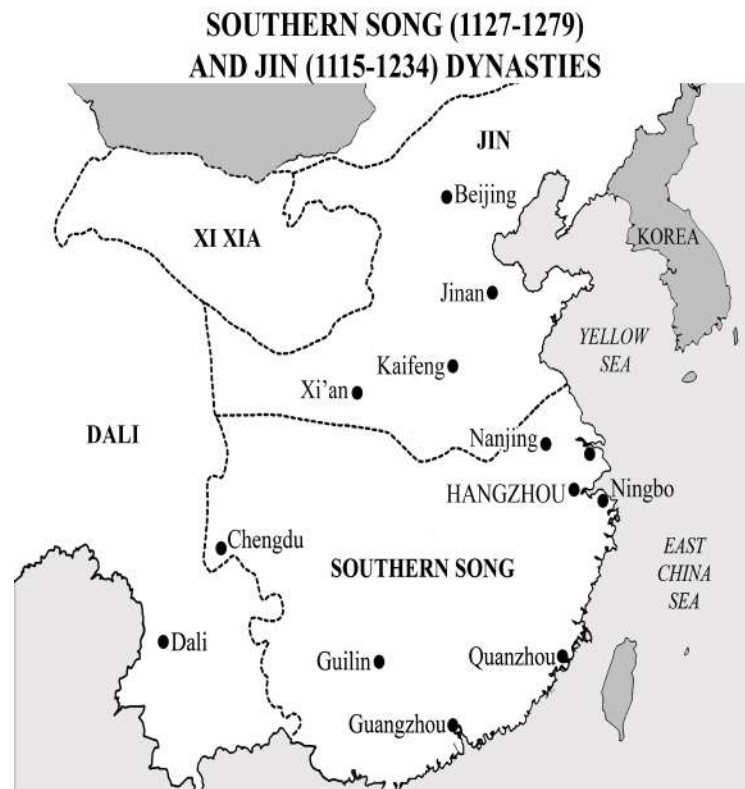 SOUTHERN SONG (1127-1279)
AND JIN (1115-1234) DYNASTIES
JIN
Beijing
XI XIA
KOREA
Jinan
YELLOW
SEA
Kaifeng
Xi'an
DALI
Nanjing
HANGZHOU
Ningbo
Chengdu
SOUTHERN SONG
EAST
CHINA
SEA
Dali
Guilin
Quanzhou
Guangzhou